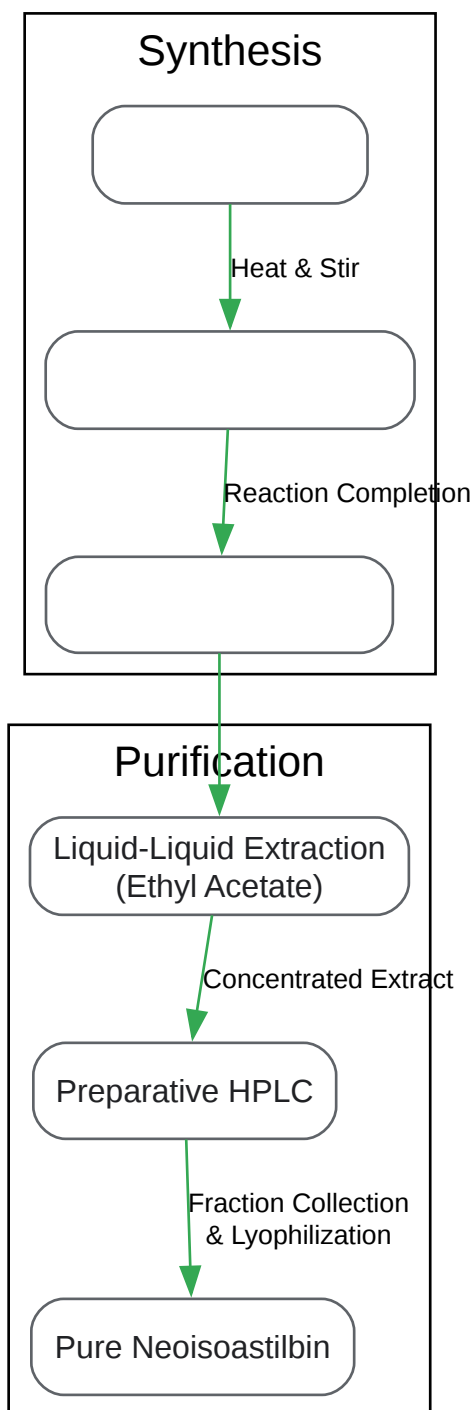 Synthesis
Heat & Stir
Reaction Completion
Purification
Liquid-Liquid Extraction
(Ethyl Acetate)
Concentrated Extract
Preparative HPLC
Fraction Collection
& Lyophilization
Pure Neoisoastilbin